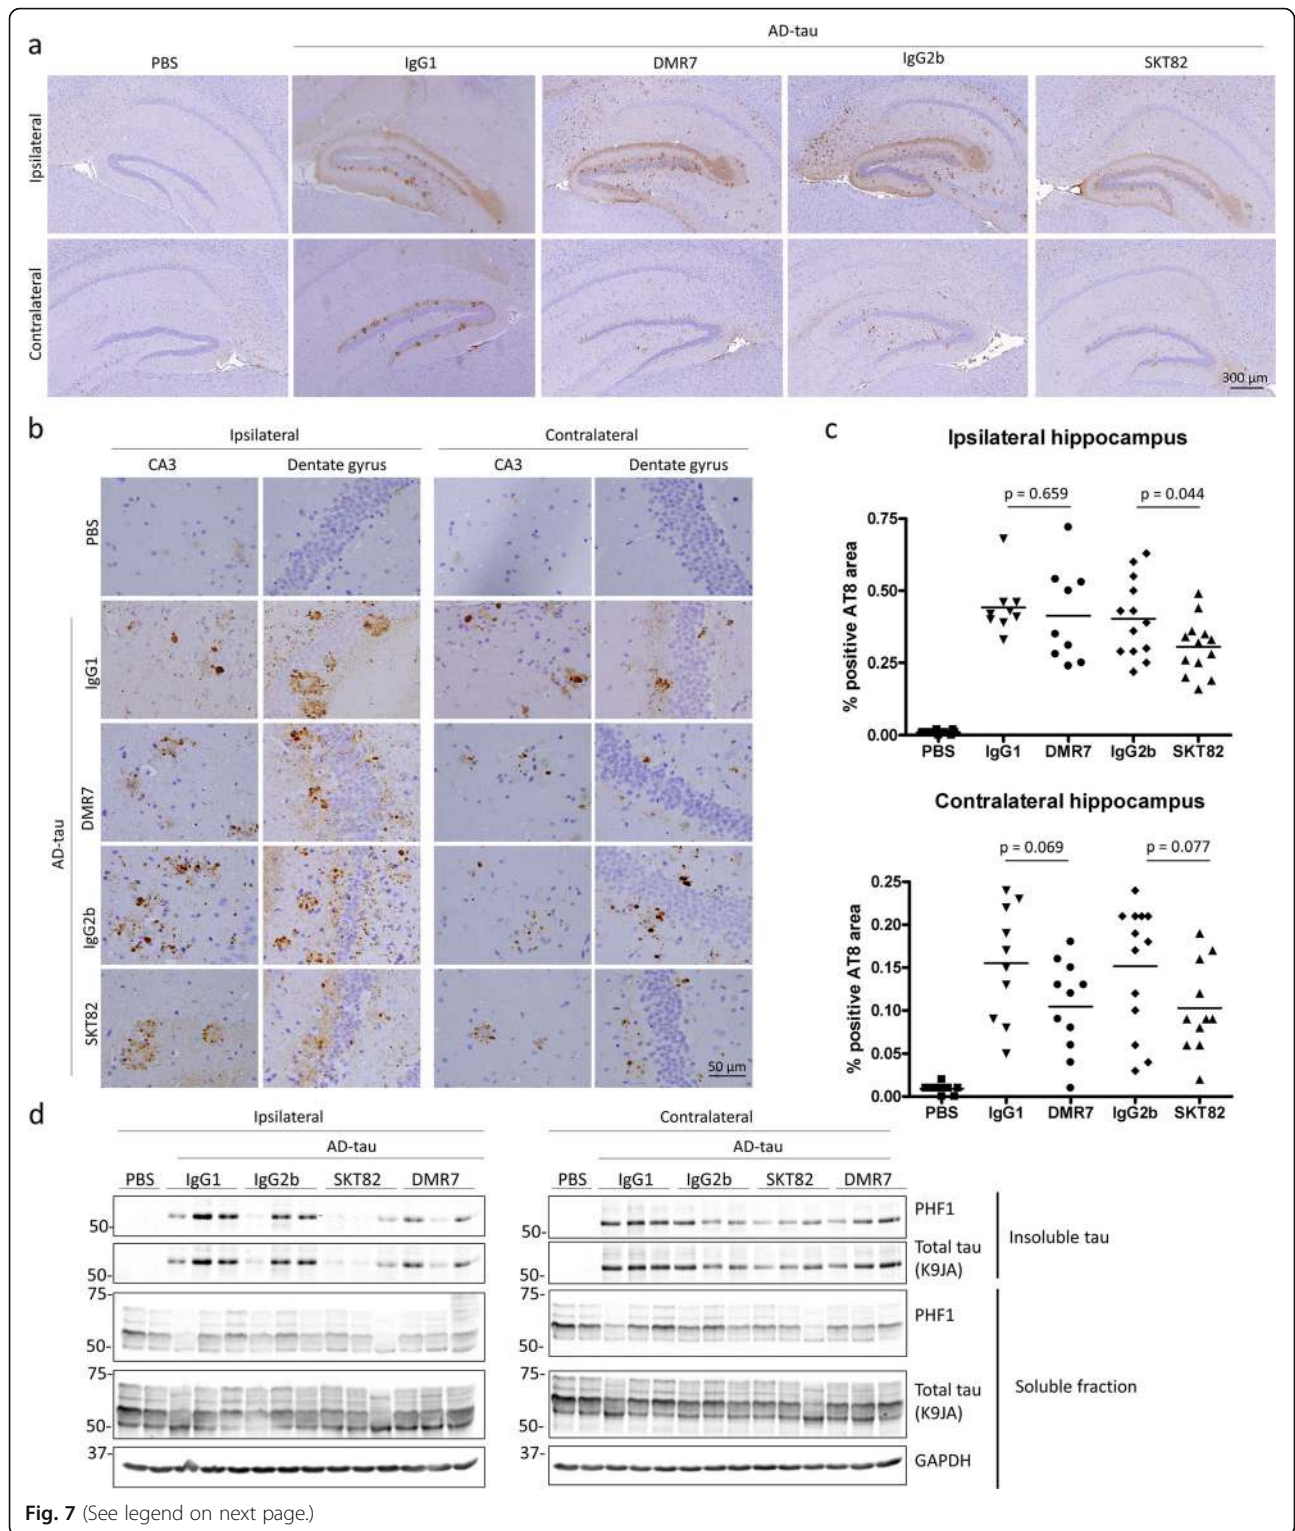 a
AD-tau
PBS IgG1 DMR7 IgG2b SKT82
Ipsilateral
Contralateral
300 µm
b
Ipsilateral Contralateral
CA3 Dentate gyrus CA3 Dentate gyrus
PBS
AD-tau
IgG1
DMR7
IgG2b
SKT82
50 µm
c
Ipsilateral hippocampus
p = 0.659 p = 0.044
% positive AT8 area
0.75
0.50
0.25
0.00
PBS IgG1 DMR7 IgG2b SKT82
Contralateral hippocampus
p = 0.069 p = 0.077
% positive AT8 area
0.25
0.20
0.15
0.10
0.05
0.00
PBS IgG1 DMR7 IgG2b SKT82
d
Ipsilateral Contralateral
AD-tau AD-tau
PBS IgG1 IgG2b SKT82 DMR7 PBS IgG1 IgG2b SKT82 DMR7
50- 50- PHF1
Insoluble tau
50- 50- Total tau
(K9JA)
75- 75-
PHF1
50- 50-
75- 75-
Total tau
(K9JA)
Soluble fraction
50- 50-
37- 37-
GAPDH
Fig. 7 (See legend on next page.)